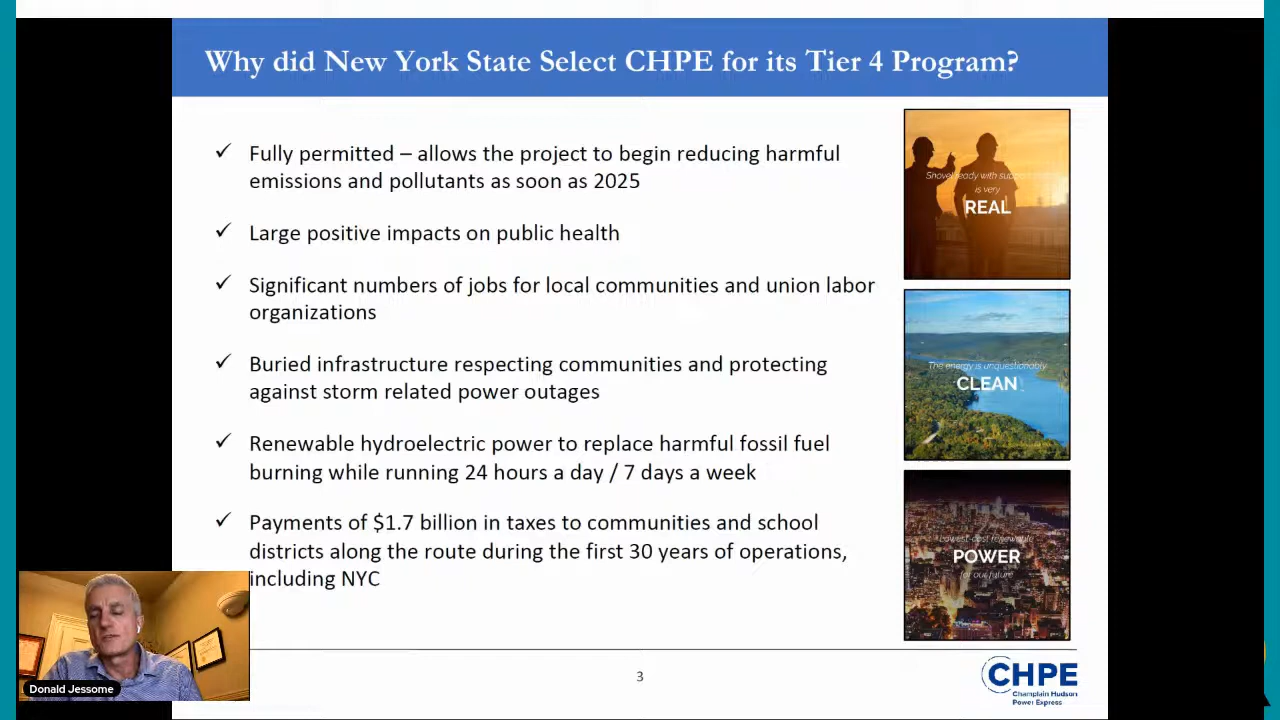 Why did New York State Select CHPE for its Tier 4 Program?
✓ Fully permitted – allows the project to begin reducing harmful
emissions and pollutants as soon as 2025
✓ Large positive impacts on public health
✓ Significant numbers of jobs for local communities and union labor
organizations
✓ Buried infrastructure respecting communities and protecting
against storm related power outages
✓ Renewable hydroelectric power to replace harmful fossil fuel
burning while running 24 hours a day / 7 days a week
✓ Payments of $1.7 billion in taxes to communities and school
districts along the route during the first 30 years of operations,
including NYC
Shovel ready with
is very
REAL
The energy is unquestionably
CLEAN
Lowest-cost renewable
POWER
for our future
Donald Jessome
3
CHPE
Champlain Hudson
Power Express